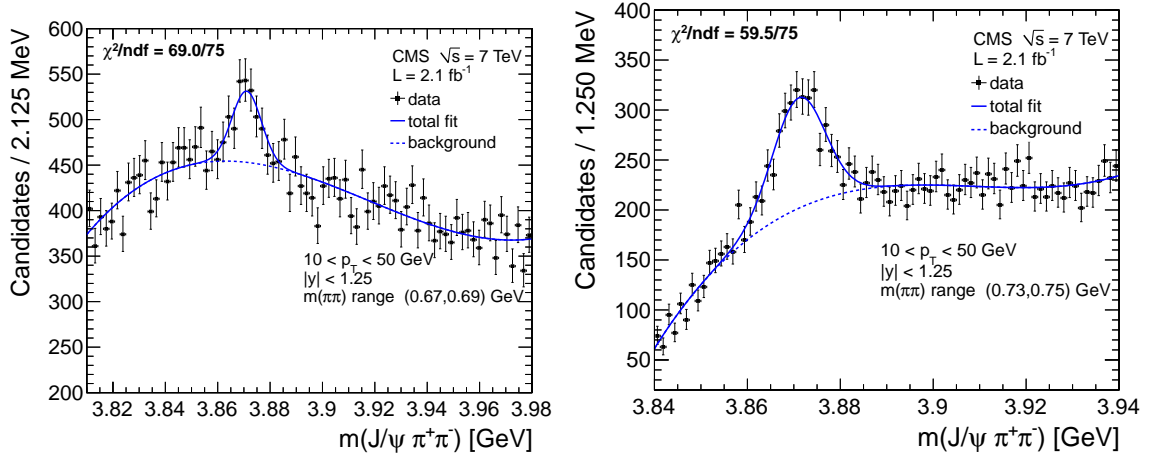 Candidates / 2.125 MeV
600
550
500
450
400
350
300
250
200
χ²/ndf = 69.0/75
CMS √s = 7 TeV
L = 2.1 fb⁻¹
data
total fit
background
10 < p_T < 50 GeV
|y| < 1.25
m(ππ) range (0.67,0.69) GeV
3.82 3.84 3.86 3.88 3.9 3.92 3.94 3.96 3.98
m(J/ψ π⁺π⁻) [GeV]
Candidates / 1.250 MeV
400
350
300
250
200
150
100
50
χ²/ndf = 59.5/75
CMS √s = 7 TeV
L = 2.1 fb⁻¹
data
total fit
background
10 < p_T < 50 GeV
|y| < 1.25
m(ππ) range (0.73,0.75) GeV
3.84 3.86 3.88 3.9 3.92 3.94
m(J/ψ π⁺π⁻) [GeV]